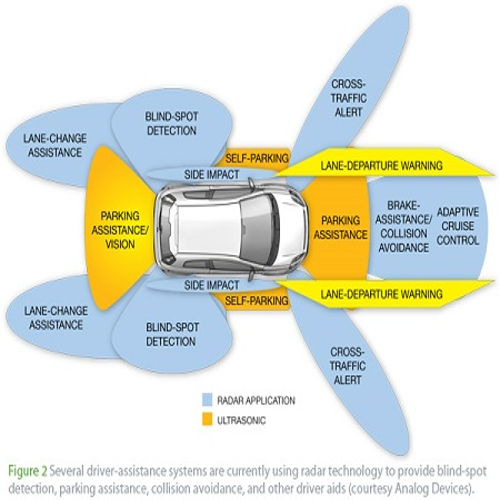 CROSS-
TRAFFIC
ALERT
BLIND-SPOT
DETECTION
LANE-CHANGE
ASSISTANCE
SELF-PARKING
LANE-DEPARTURE WARNING
SIDE IMPACT
PARKING
ASSISTANCE/
VISION
PARKING
ASSISTANCE
BRAKE-
ASSISTANCE/
COLLISION
AVOIDANCE
ADAPTIVE
CRUISE
CONTROL
SIDE IMPACT
LANE-DEPARTURE WARNING
SELF-PARKING
LANE-CHANGE
ASSISTANCE
BLIND-SPOT
DETECTION
CROSS-
TRAFFIC
ALERT
RADAR APPLICATION
ULTRASONIC
Figure 2 Several driver-assistance systems are currently using radar technology to provide blind-spot
detection, parking assistance, collision avoidance, and other driver aids (courtesy Analog Devices).